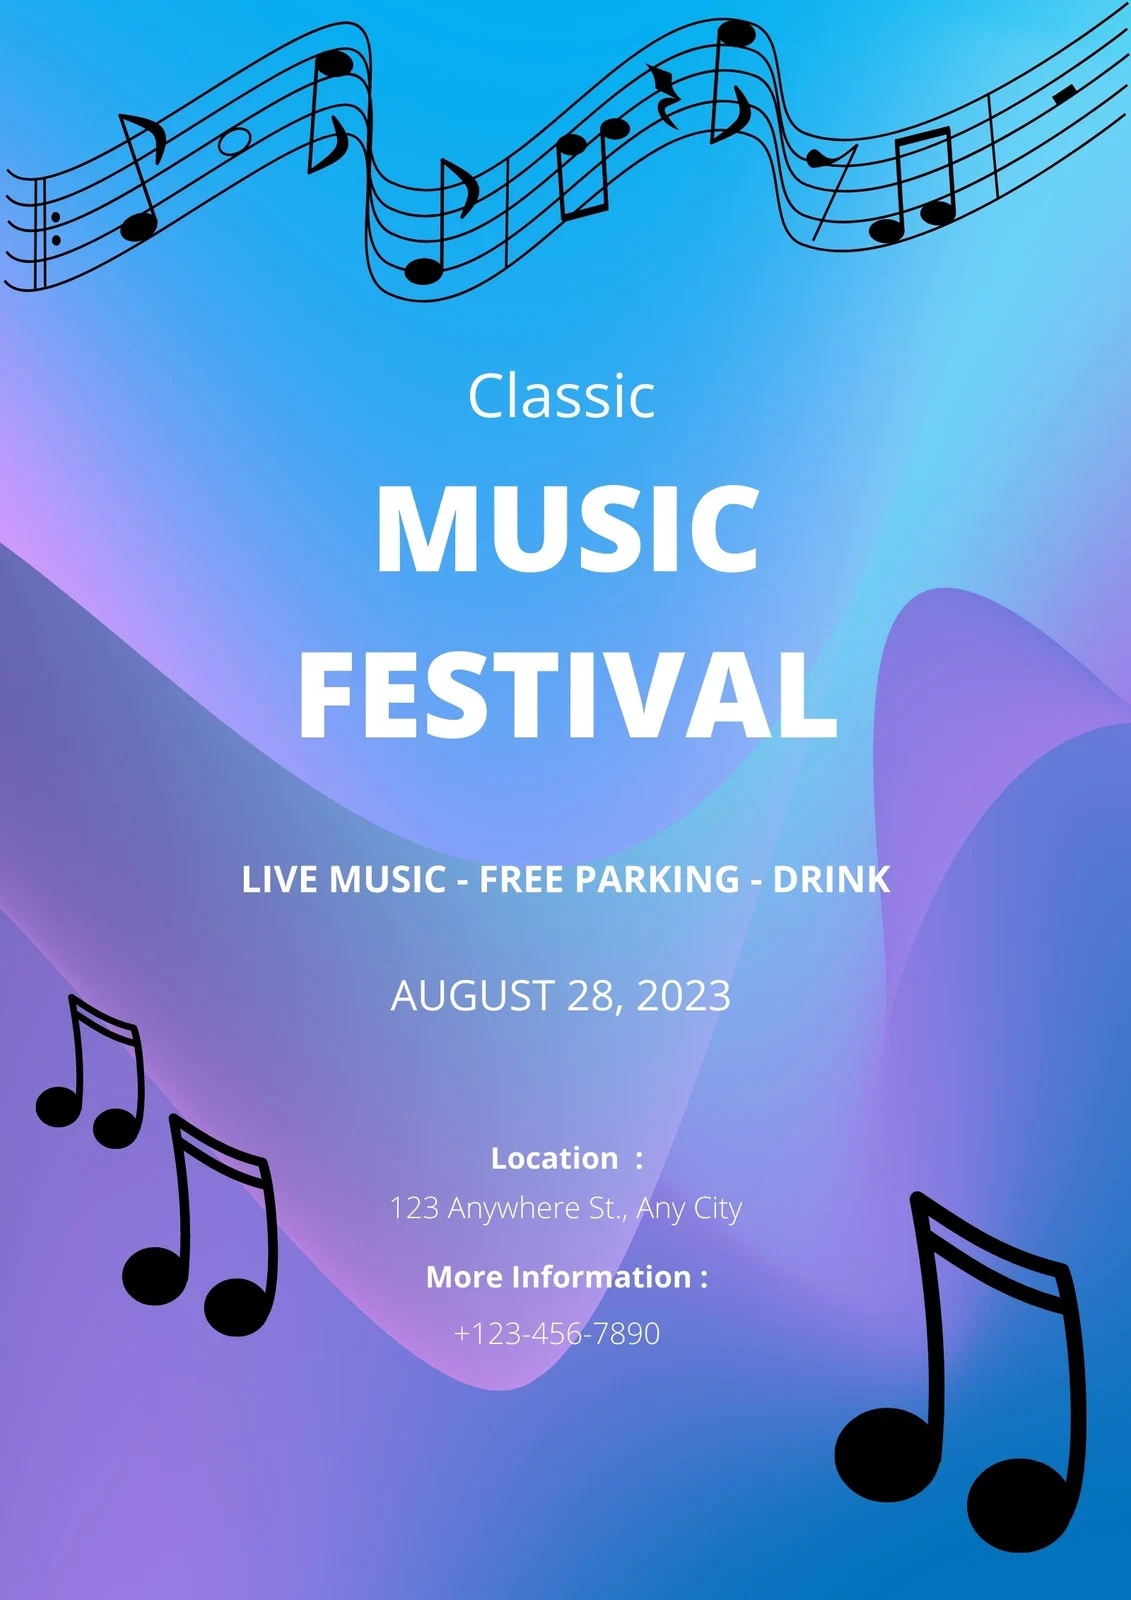 Classic
MUSIC
FESTIVAL
LIVE MUSIC - FREE PARKING - DRINK
AUGUST 28, 2023
Location  :
123 Anywhere St., Any City
More Information :
+123-456-7890